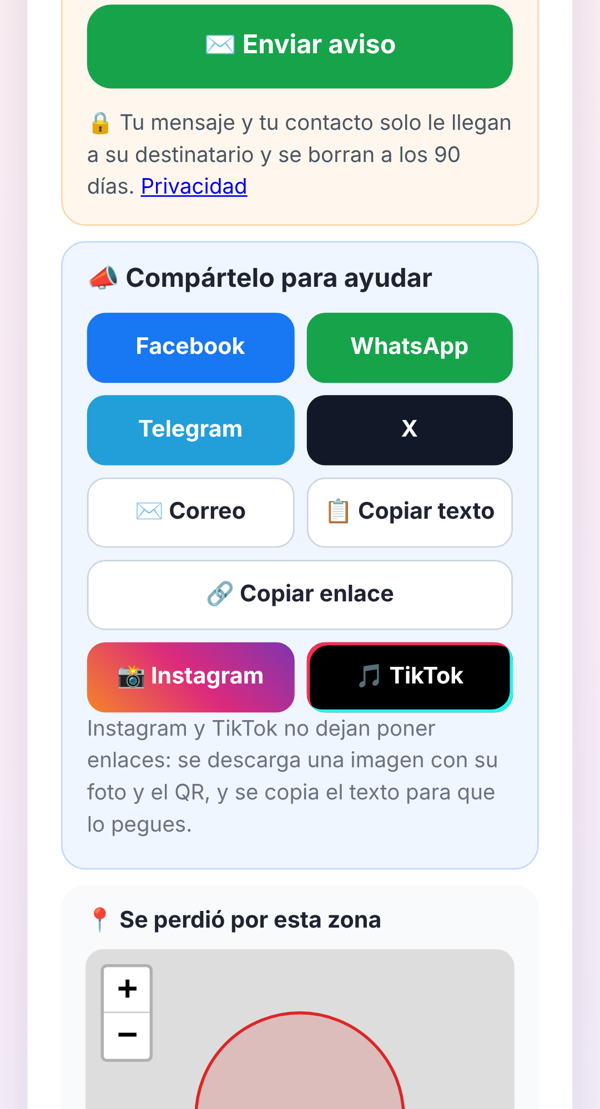 ✉️ Enviar aviso
🔒 Tu mensaje y tu contacto solo le llegan
a su destinatario y se borran a los 90
días. Privacidad
📣 Compártelo para ayudar
Facebook
WhatsApp
Telegram
X
✉️ Correo
📋 Copiar texto
🔗 Copiar enlace
📸 Instagram
🎵 TikTok
Instagram y TikTok no dejan poner
enlaces: se descarga una imagen con su
foto y el QR, y se copia el texto para que
lo pegues.
📍 Se perdió por esta zona
+
−